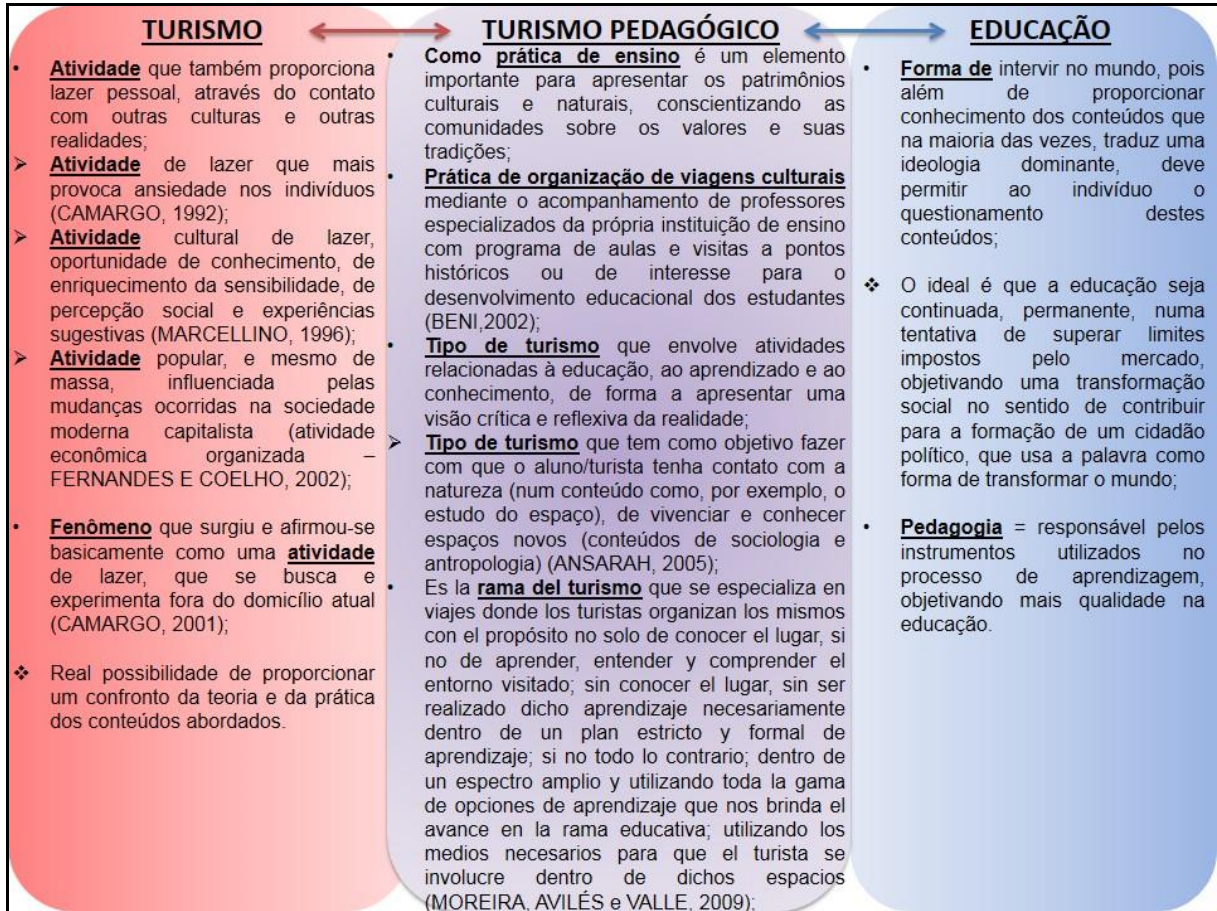 TURISMO
• Atividade que também proporciona
lazer pessoal, através do contato
com outras culturas e outras
realidades;
➢ Atividade de lazer que mais
provoca ansiedade nos indivíduos
(CAMARGO, 1992);
➢ Atividade cultural de lazer,
oportunidade de conhecimento, de
enriquecimento da sensibilidade, de
percepção social e experiências
sugestivas (MARCELLINO, 1996);
➢ Atividade popular, e mesmo de
massa, influenciada pelas
mudanças ocorridas na sociedade
moderna capitalista (atividade
econômica organizada –
FERNANDES E COELHO, 2002);
• Fenômeno que surgiu e afirmou-se
basicamente como uma atividade
de lazer, que se busca e
experimenta fora do domicílio atual
(CAMARGO, 2001);
❖ Real possibilidade de proporcionar
um confronto da teoria e da prática
dos conteúdos abordados.
TURISMO PEDAGÓGICO
• Como prática de ensino é um elemento
importante para apresentar os patrimônios
culturais e naturais, conscientizando as
comunidades sobre os valores e suas
tradições;
• Prática de organização de viagens culturais
mediante o acompanhamento de professores
especializados da própria instituição de ensino
com programa de aulas e visitas a pontos
históricos ou de interesse para o
desenvolvimento educacional dos estudantes
(BENI,2002);
• Tipo de turismo que envolve atividades
relacionadas à educação, ao aprendizado e ao
conhecimento, de forma a apresentar uma
visão crítica e reflexiva da realidade;
➢ Tipo de turismo que tem como objetivo fazer
com que o aluno/turista tenha contato com a
natureza (num conteúdo como, por exemplo, o
estudo do espaço), de vivenciar e conhecer
espaços novos (conteúdos de sociologia e
antropologia) (ANSARAH, 2005);
• Es la rama del turismo que se especializa en
viajes donde los turistas organizan los mismos
con el propósito no solo de conocer el lugar, si
no de aprender, entender y comprender el
entorno visitado; sin conocer el lugar, sin ser
realizado dicho aprendizaje necesariamente
dentro de un plan estricto y formal de
aprendizaje; si no todo lo contrario; dentro de
un espectro amplio y utilizando toda la gama
de opciones de aprendizaje que nos brinda el
avance en la rama educativa; utilizando los
medios necesarios para que el turista se
involucre dentro de dichos espacios
(MOREIRA, AVILÉS e VALLE, 2009);
EDUCAÇÃO
• Forma de intervir no mundo, pois
além de proporcionar
conhecimento dos conteúdos que
na maioria das vezes, traduz uma
ideologia dominante, deve
permitir ao indivíduo o
questionamento destes
conteúdos;
❖ O ideal é que a educação seja
continuada, permanente, numa
tentativa de superar limites
impostos pelo mercado,
objetivando uma transformação
social no sentido de contribuir
para a formação de um cidadão
político, que usa a palavra como
forma de transformar o mundo;
• Pedagogia = responsável pelos
instrumentos utilizados no
processo de aprendizagem,
objetivando mais qualidade na
educação.